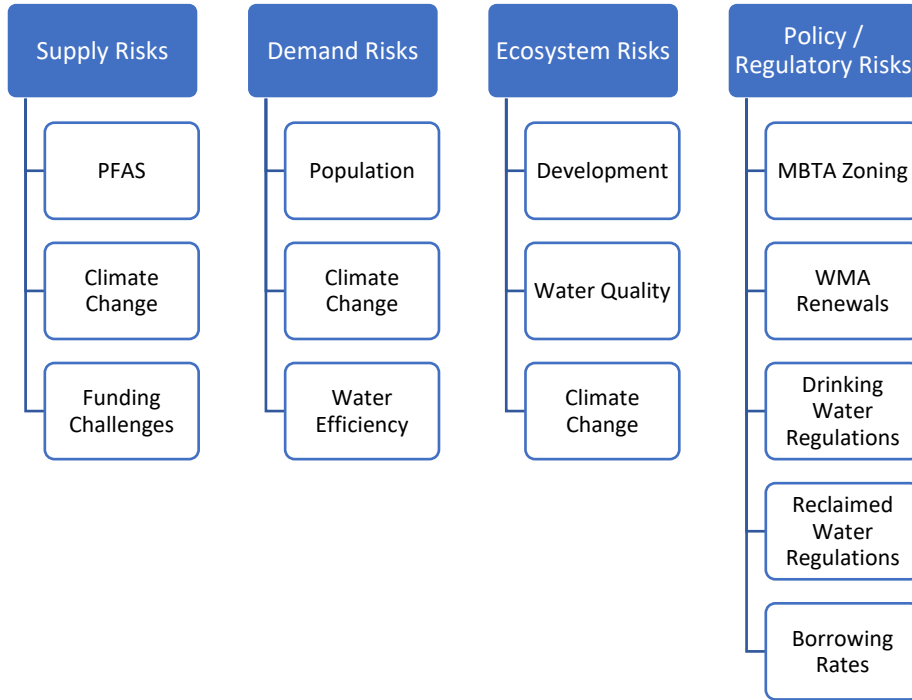 Supply Risks
PFAS
Climate
Change
Funding
Challenges
Demand Risks
Population
Climate
Change
Water
Efficiency
Ecosystem Risks
Development
Water Quality
Climate
Change
Policy /
Regulatory Risks
MBTA Zoning
WMA
Renewals
Drinking
Water
Regulations
Reclaimed
Water
Regulations
Borrowing
Rates